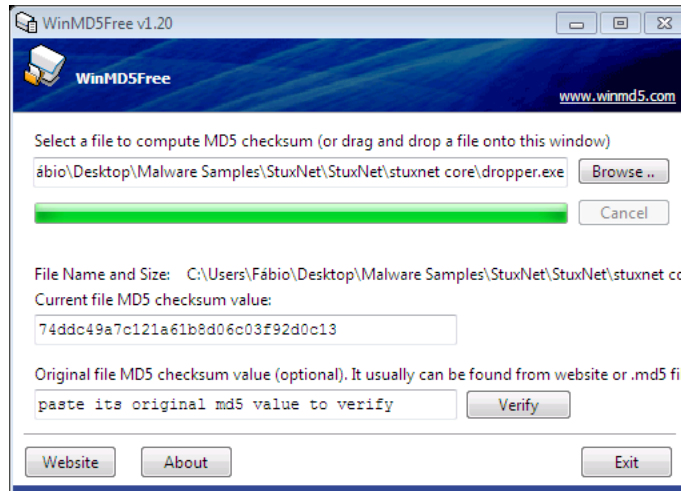 WinMD5Free v1.20
WinMD5Free
www.winmd5.com
Select a file to compute MD5 checksum (or drag and drop a file onto this window)
ábio\Desktop\Malware Samples\StuxNet\StuxNet\stuxnet core\dropper.exe Browse ..
Cancel
File Name and Size: C:\Users\Fábio\Desktop\Malware Samples\StuxNet\StuxNet\stuxnet co
Current file MD5 checksum value:
74ddc49a7c121a61b8d06c03f92d0c13
Original file MD5 checksum value (optional). It usually can be found from website or .md5 fi
paste its original md5 value to verify Verify
Website About Exit